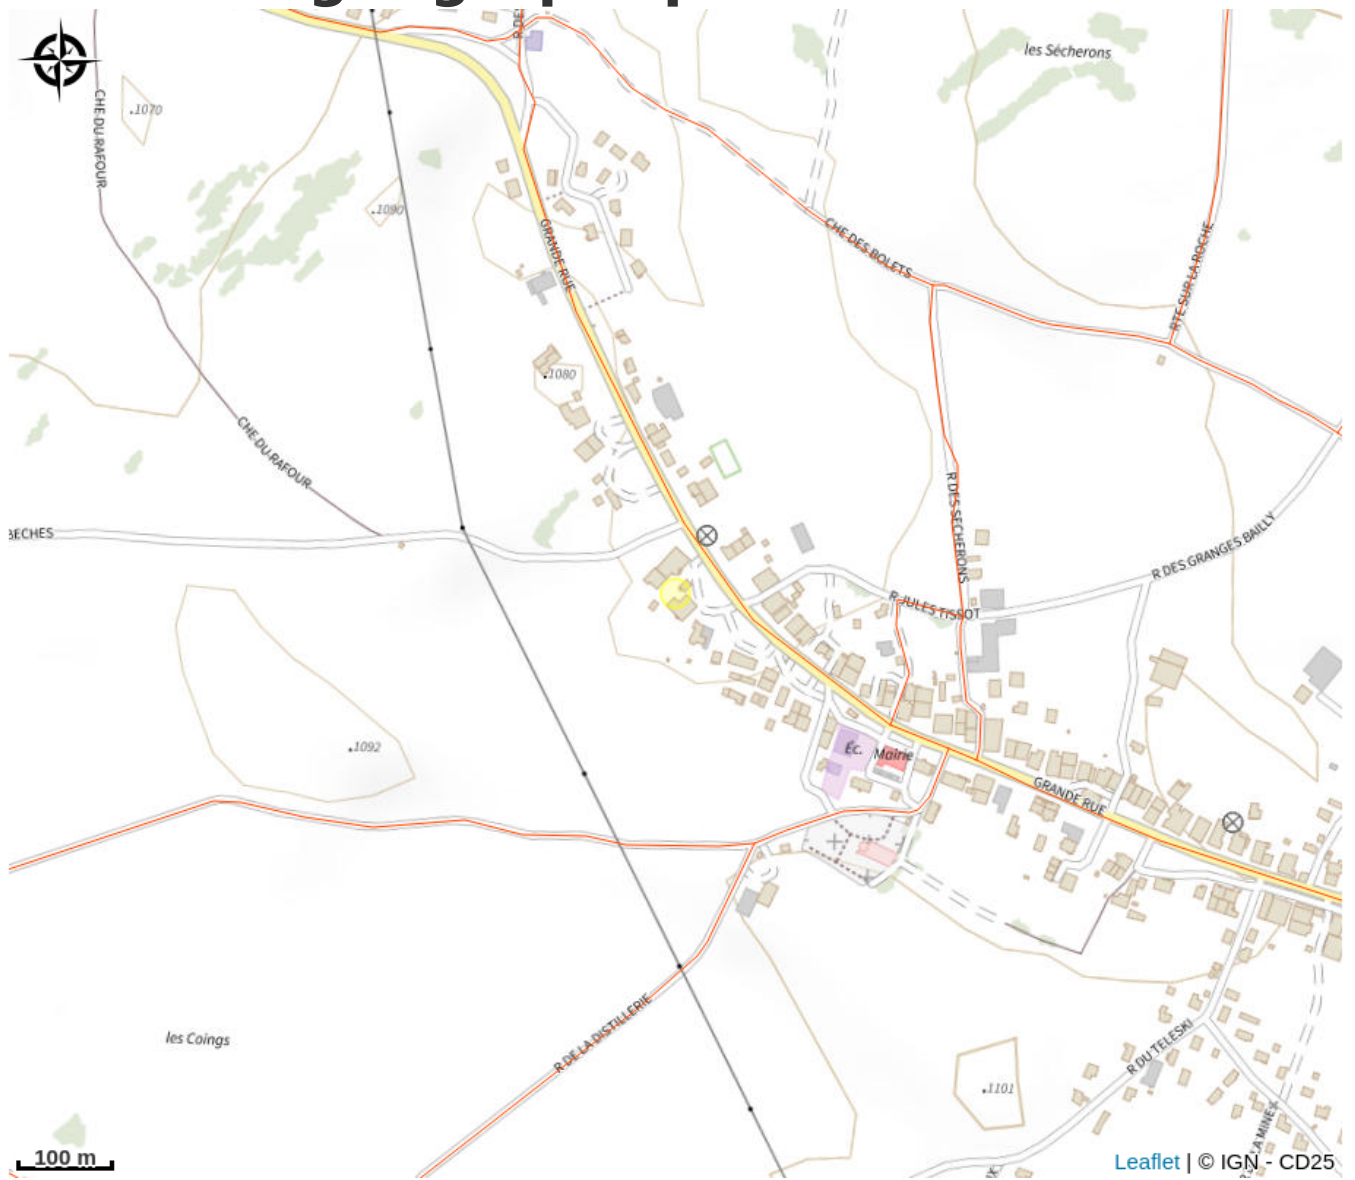 les Sécherons
CHE DU RAFOUR
1070
1090
GRANDE RUE
CHE DES BOLETS
RTE SUR LA ROCHE
1080
CHE DU RAFOUR
BECHES
R DES SECHERONS
R DES GRANGES BAILLY
R JULES TISSOT
1092
Éc.
Mairie
GRANDE RUE
les Coings
R DE LA DISTILLERIE
R DU TELESKI
1101
R LA MINE
100 m
Leaflet | © IGN - CD25